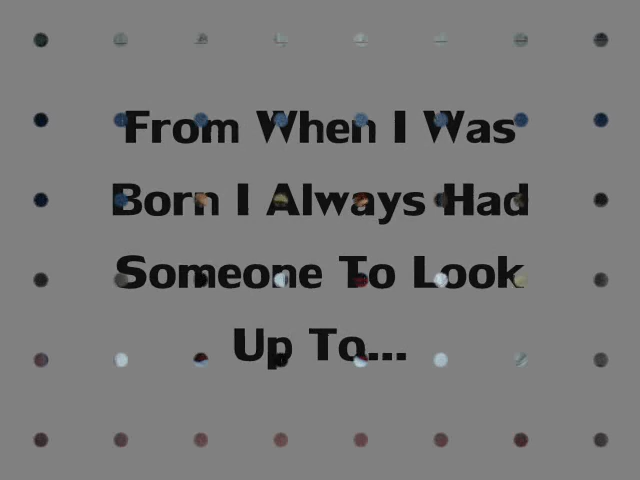 From When I Was
Born I Always Had
Someone To Look
Up To...